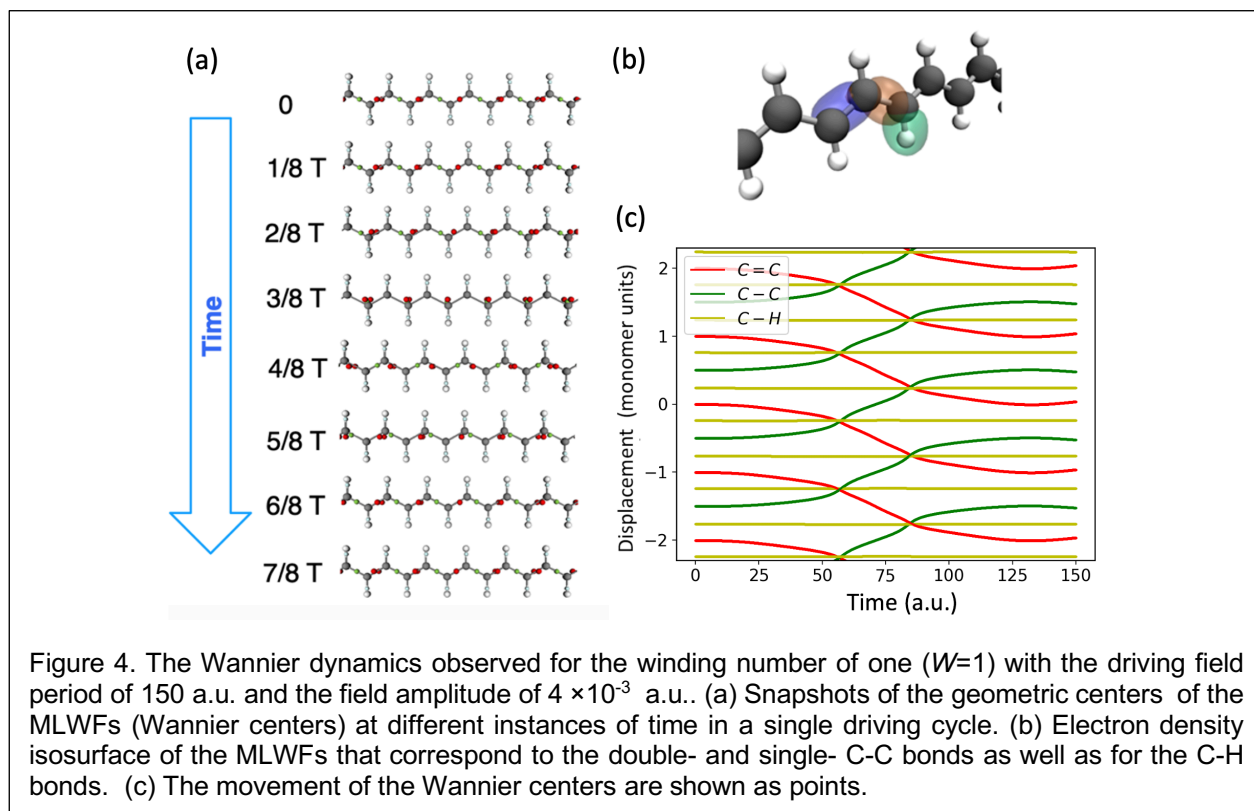 (a)
0
1/8 T
2/8 T
3/8 T
4/8 T
5/8 T
6/8 T
7/8 T
Time
(b)
(c)
Displacement (monomer units)
2
1
0
−1
−2
C = C
C − C
C − H
0
25
50
75
100
125
150
Time (a.u.)
Figure 4. The Wannier dynamics observed for the winding number of one (W=1) with the driving field
period of 150 a.u. and the field amplitude of 4 ×10⁻³ a.u.. (a) Snapshots of the geometric centers of the
MLWFs (Wannier centers) at different instances of time in a single driving cycle. (b) Electron density
isosurface of the MLWFs that correspond to the double- and single- C-C bonds as well as for the C-H
bonds. (c) The movement of the Wannier centers are shown as points.